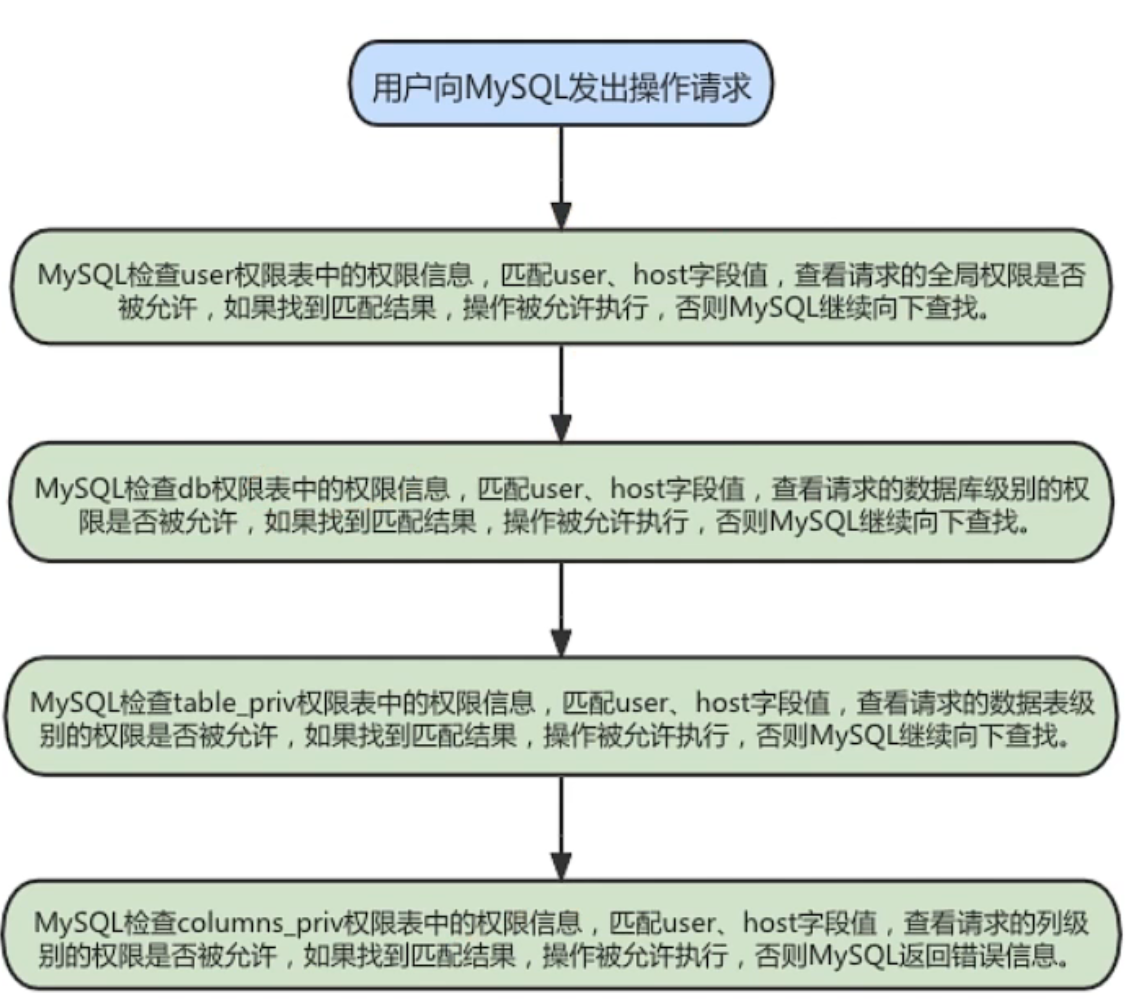 用户向MySQL发出操作请求
MySQL检查user权限表中的权限信息，匹配user、host字段值，查看请求的全局权限是否
被允许，如果找到匹配结果，操作被允许执行，否则MySQL继续向下查找。
MySQL检查db权限表中的权限信息，匹配user、host字段值，查看请求的数据库级别的权
限是否被允许，如果找到匹配结果，操作被允许执行，否则MySQL继续向下查找。
MySQL检查table_priv权限表中的权限信息，匹配user、host字段值，查看请求的数据表级
别的权限是否被允许，如果找到匹配结果，操作被允许执行，否则MySQL继续向下查找。
MySQL检查columns_priv权限表中的权限信息，匹配user、host字段值，查看请求的列级
别的权限是否被允许，如果找到匹配结果，操作被允许执行，否则MySQL返回错误信息。